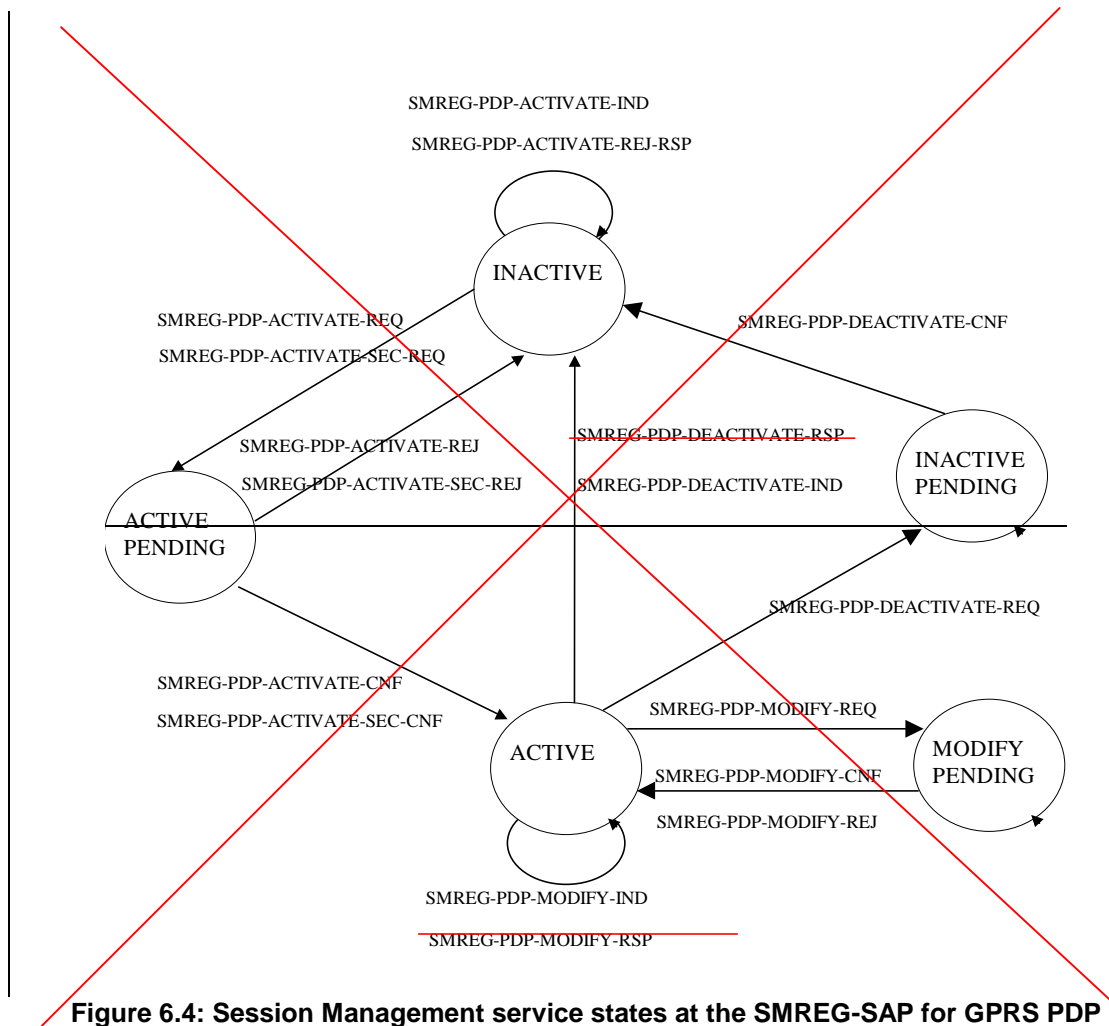 SMREG-PDP-ACTIVATE-IND
SMREG-PDP-ACTIVATE-REJ-RSP
INACTIVE
SMREG-PDP-ACTIVATE-REQ
SMREG-PDP-ACTIVATE-SEC-REQ
SMREG-PDP-DEACTIVATE-CNF
SMREG-PDP-ACTIVATE-REJ
SMREG-PDP-ACTIVATE-SEC-REJ
SMREG-PDP-DEACTIVATE-RSP
SMREG-PDP-DEACTIVATE-IND
INACTIVE
PENDING
ACTIVE
PENDING
SMREG-PDP-DEACTIVATE-REQ
SMREG-PDP-ACTIVATE-CNF
SMREG-PDP-ACTIVATE-SEC-CNF
SMREG-PDP-MODIFY-REQ
ACTIVE
MODIFY
PENDING
SMREG-PDP-MODIFY-CNF
SMREG-PDP-MODIFY-REJ
SMREG-PDP-MODIFY-IND
SMREG-PDP-MODIFY-RSP
Figure 6.4: Session Management service states at the SMREG-SAP for GPRS PDP